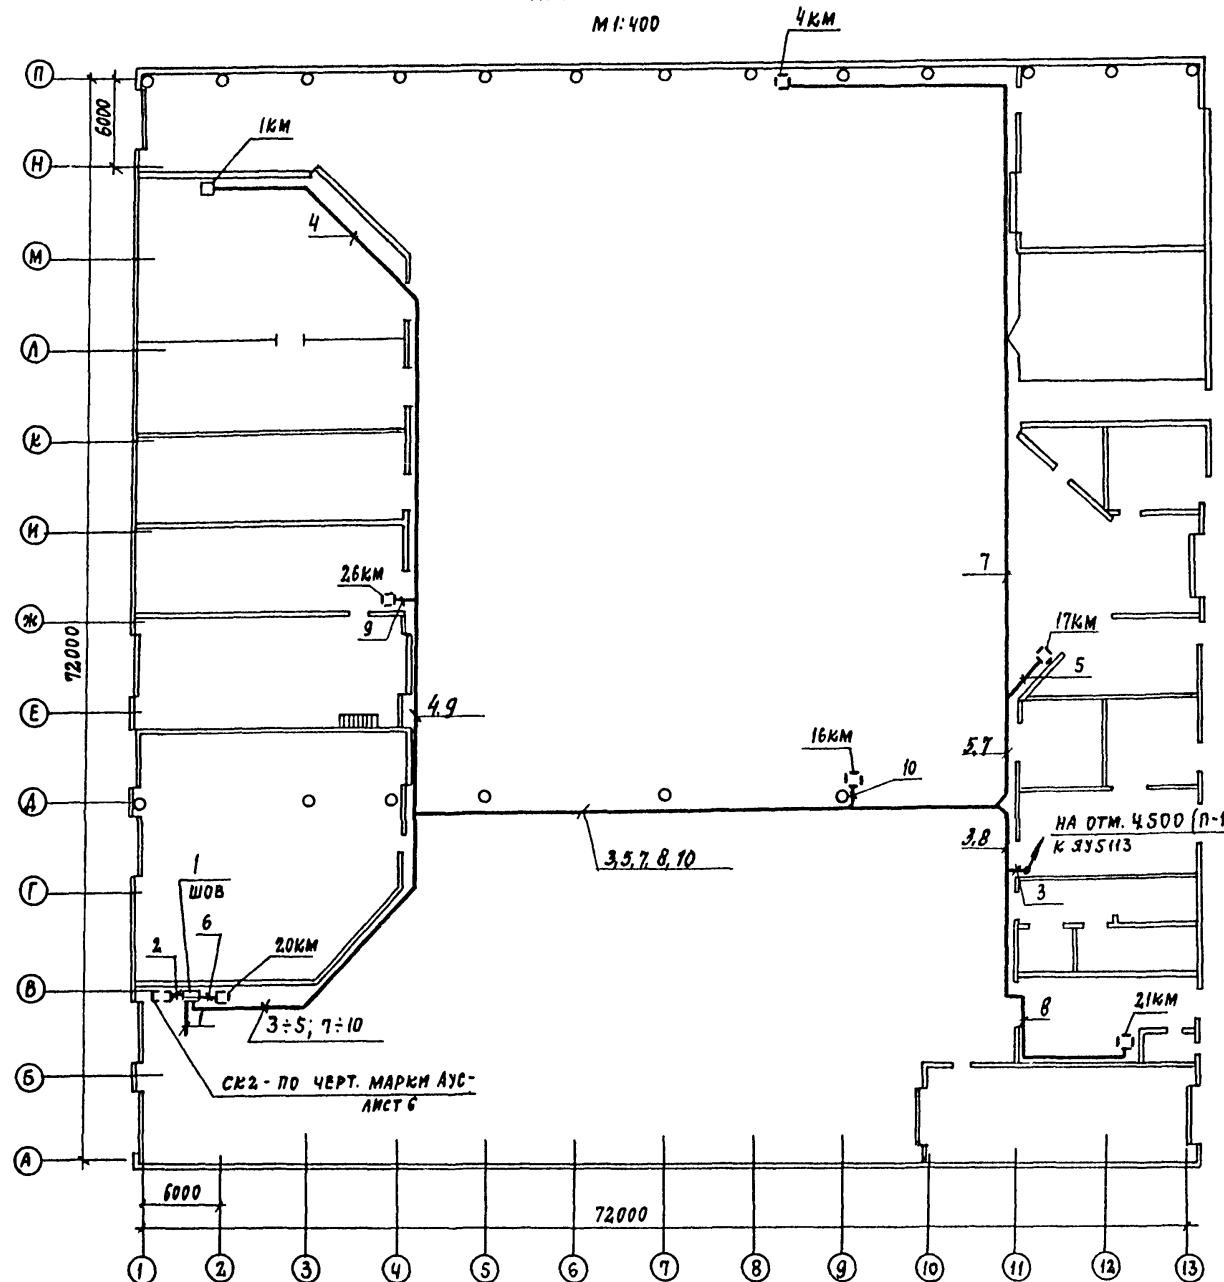 М 1:400
4КМ
П
6000
1КМ
Н
4
М
Л
К
И
7
26КМ
9
Ж
17КМ
5
72000
Е
4,9
16КМ
5,7
10
Д
НА ОТМ. 4.500 (П-1
К ЯУ5113
3,8
3,5,7,8,10
3
1
ШОВ
Г
6
2
20КМ
В
3÷5; 7÷10
8
21КМ
Б
СК2 - ПО ЧЕРТ. МАРКИ АУС-
ЛИСТ 6
А
6000
72000
1 2 3 4 5 6 7 8 9 10 11 12 13